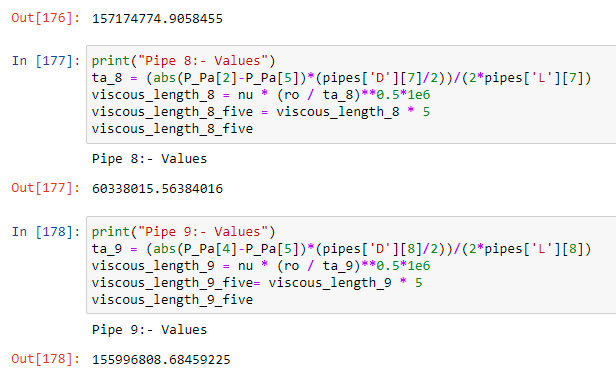 Out[176]: 157174774.9058455
In [177]: print("Pipe 8:- Values")
ta_8 = (abs(P_Pa[2]-P_Pa[5])*(pipes['D'][7]/2))/(2*pipes['L'][7])
viscous_length_8 = nu * (ro / ta_8)**0.5*1e6
viscous_length_8_five = viscous_length_8 * 5
viscous_length_8_five
Pipe 8:- Values
Out[177]: 60338015.56384016
In [178]: print("Pipe 9:- Values")
ta_9 = (abs(P_Pa[4]-P_Pa[5])*(pipes['D'][8]/2))/(2*pipes['L'][8])
viscous_length_9 = nu * (ro / ta_9)**0.5*1e6
viscous_length_9_five= viscous_length_9 * 5
viscous_length_9_five
Pipe 9:- Values
Out[178]: 155996808.68459225